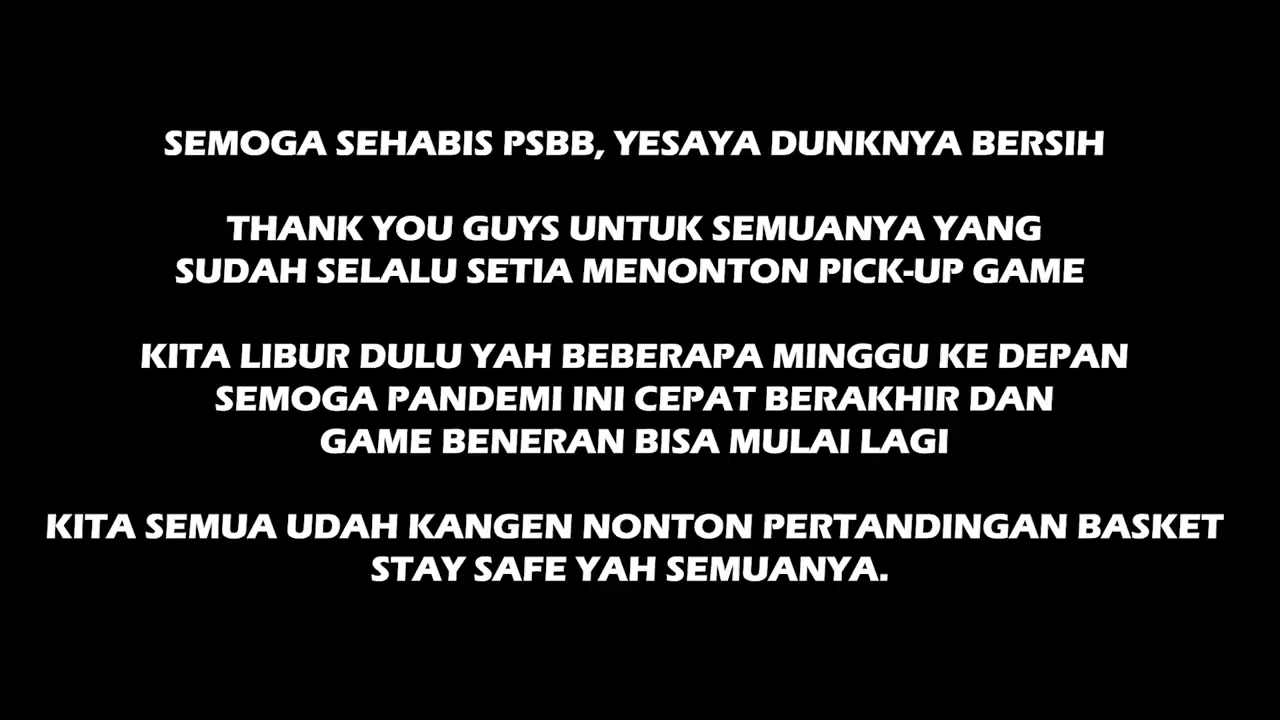 SEMOGA SEHABIS PSBB, YESAYA DUNKNYA BERSIH
THANK YOU GUYS UNTUK SEMUANYA YANG
SUDAH SELALU SETIA MENONTON PICK-UP GAME
KITA LIBUR DULU YAH BEBERAPA MINGGU KE DEPAN
SEMOGA PANDEMI INI CEPAT BERAKHIR DAN
GAME BENERAN BISA MULAI LAGI
KITA SEMUA UDAH KANGEN NONTON PERTANDINGAN BASKET
STAY SAFE YAH SEMUANYA.